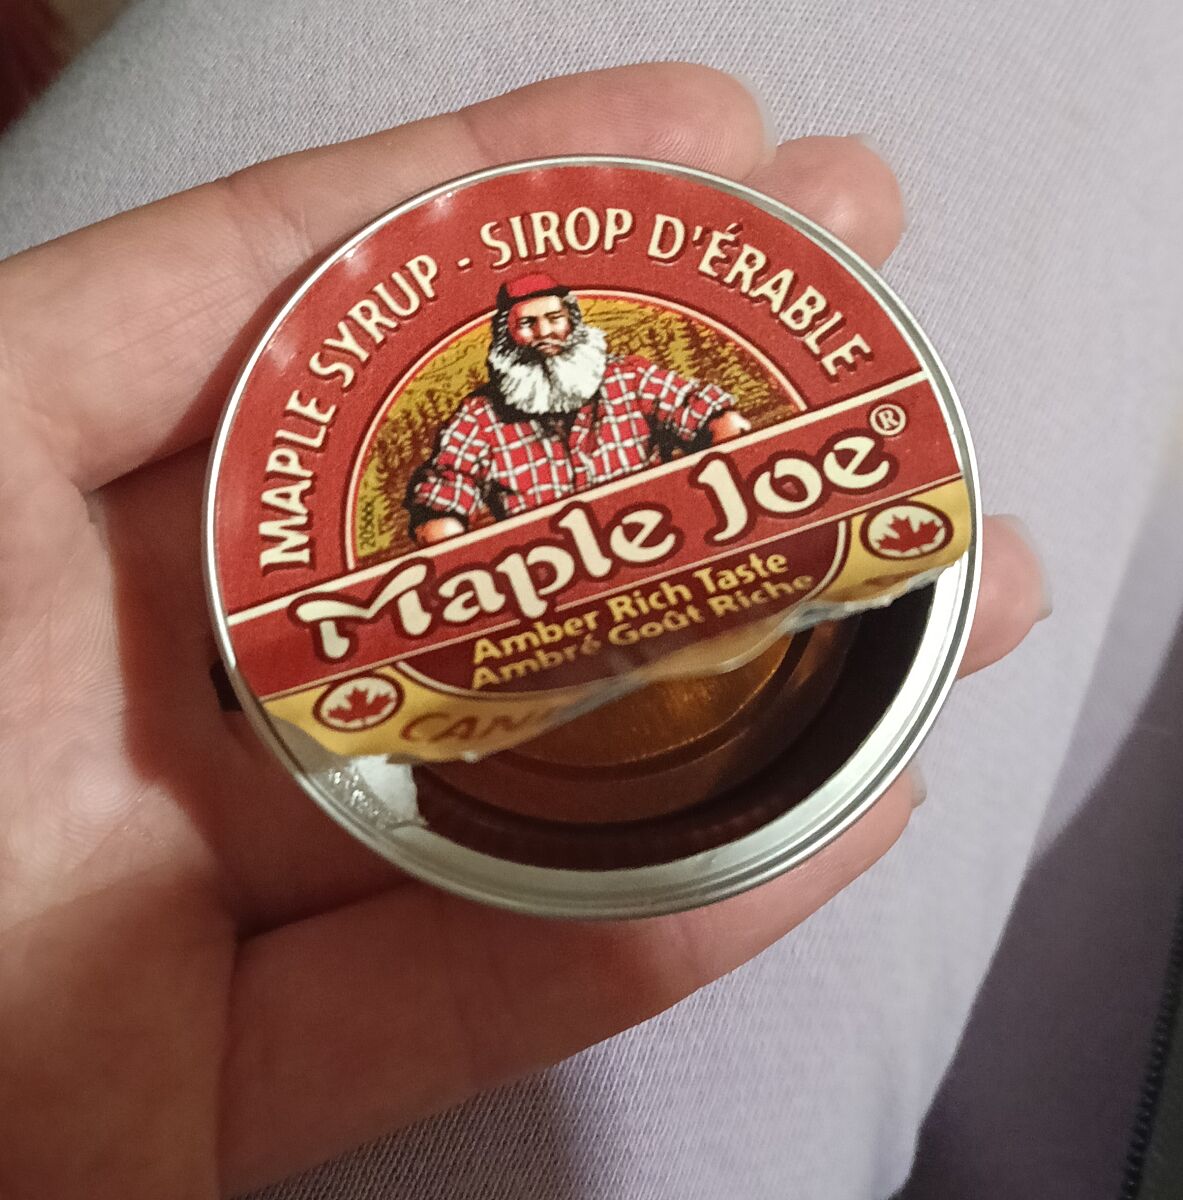 MAPLE SYRUP - SIROP D'ÉRABLE
Maple Joe®
Amber Rich Taste
Ambré Goût Riche